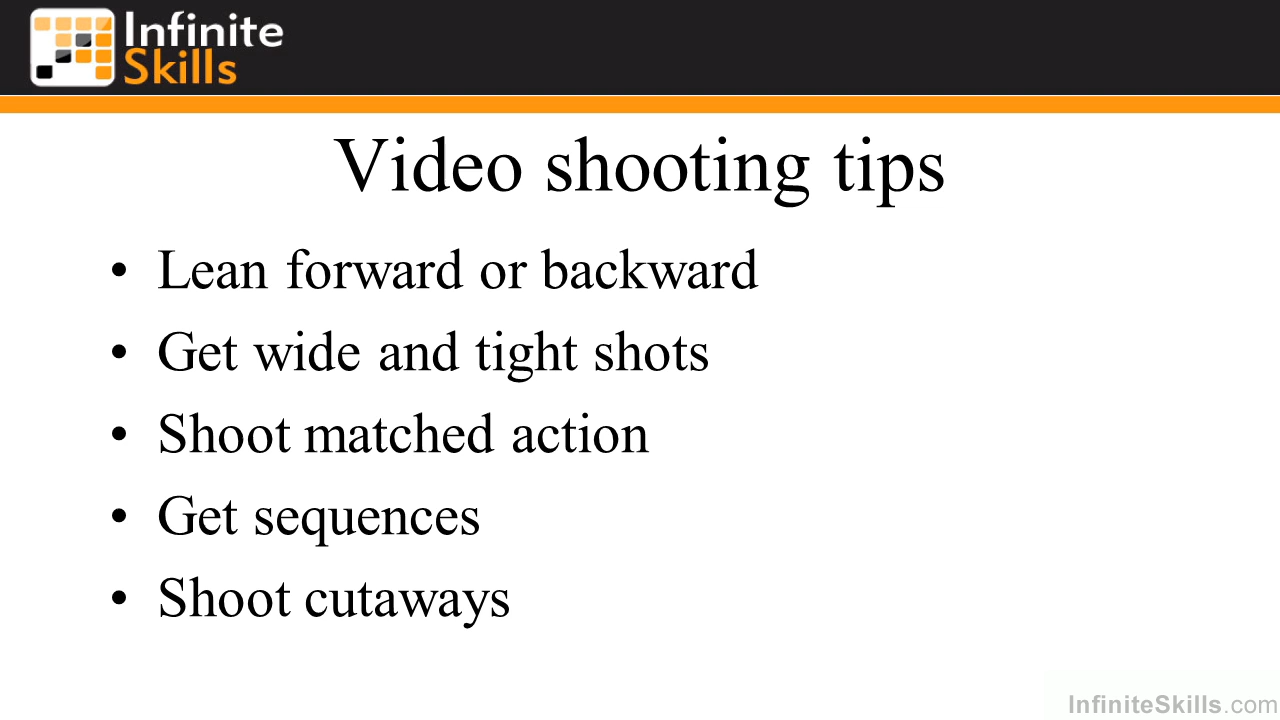 Infinite
Skills
Video shooting tips
• Lean forward or backward
• Get wide and tight shots
• Shoot matched action
• Get sequences
• Shoot cutaways
InfiniteSkills.com